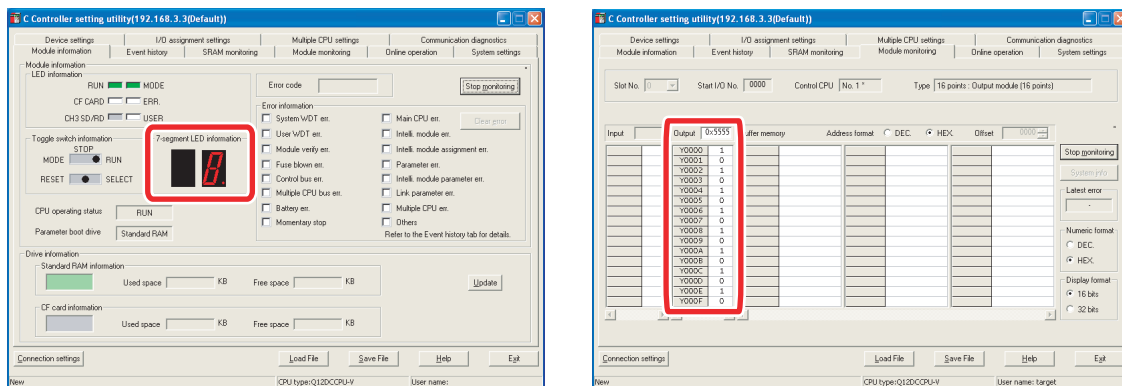 C Controller setting utility(192.168.3.3(Default))
Device settings I/O assignment settings Multiple CPU settings Communication diagnostics
Module information Event history SRAM monitoring Module monitoring Online operation System settings
Module information
LED information
RUN MODE
CF CARD ERR.
CH3 SD/RD USER
Error code
Stop monitoring
Toggle switch information
STOP
MODE RUN
RESET SELECT
7-segment LED information
Error information
System WDT err. Main CPU err. Clear error
User WDT err. Intelli. module err.
Module verify err. Intelli. module assignment err.
Fuse blown err. Parameter err.
Control bus err. Intelli. module parameter err.
Multiple CPU bus err. Link parameter err.
Battery err. Multiple CPU err.
Momentary stop Others
Refer to the Event history tab for details.
CPU operating status RUN
Parameter boot drive Standard RAM
Drive information
Standard RAM information
Used space KB Free space KB
Update
CF card information
Used space KB Free space KB
Connection settings Load File Save File Help Exit
New CPU type:Q12DCCPU-V User name:
C Controller setting utility(192.168.3.3(Default))
Device settings I/O assignment settings Multiple CPU settings Communication diagnostics
Module information Event history SRAM monitoring Module monitoring Online operation System settings
Slot No. 0 Start I/O No. 0000 Control CPU No. 1 * Type 16 points : Output module (16 points)
Input Output 0x5555 uffer memory Address format DEC. HEX. Offset 0000
Y0000 1
Y0001 0
Y0002 1
Y0003 0
Y0004 1
Y0005 0
Y0006 1
Y0007 0
Y0008 1
Y0009 0
Y000A 1
Y000B 0
Y000C 1
Y000D 0
Y000E 1
Y000F 0
Stop monitoring
System info
Latest error
-
Numeric format
DEC.
HEX.
Display format
16 bits
32 bits
Connection settings Load File Save File Help Exit
New CPU type:Q12DCCPU-V User name: target